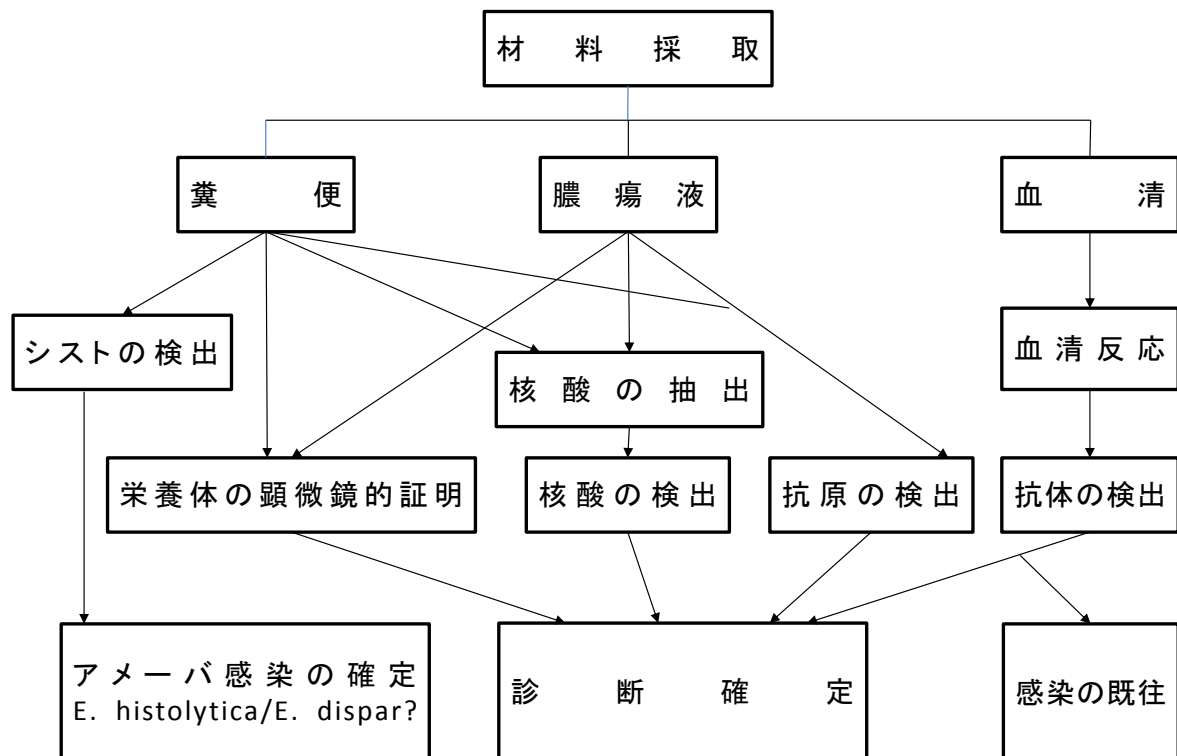 材料採取
糞便
膿瘍液
血清
シストの検出
血清反応
核酸の抽出
栄養体の顕微鏡的証明
核酸の検出
抗原の検出
抗体の検出
アメーバ感染の確定
E. histolytica/E. dispar?
診断確定
感染の既往